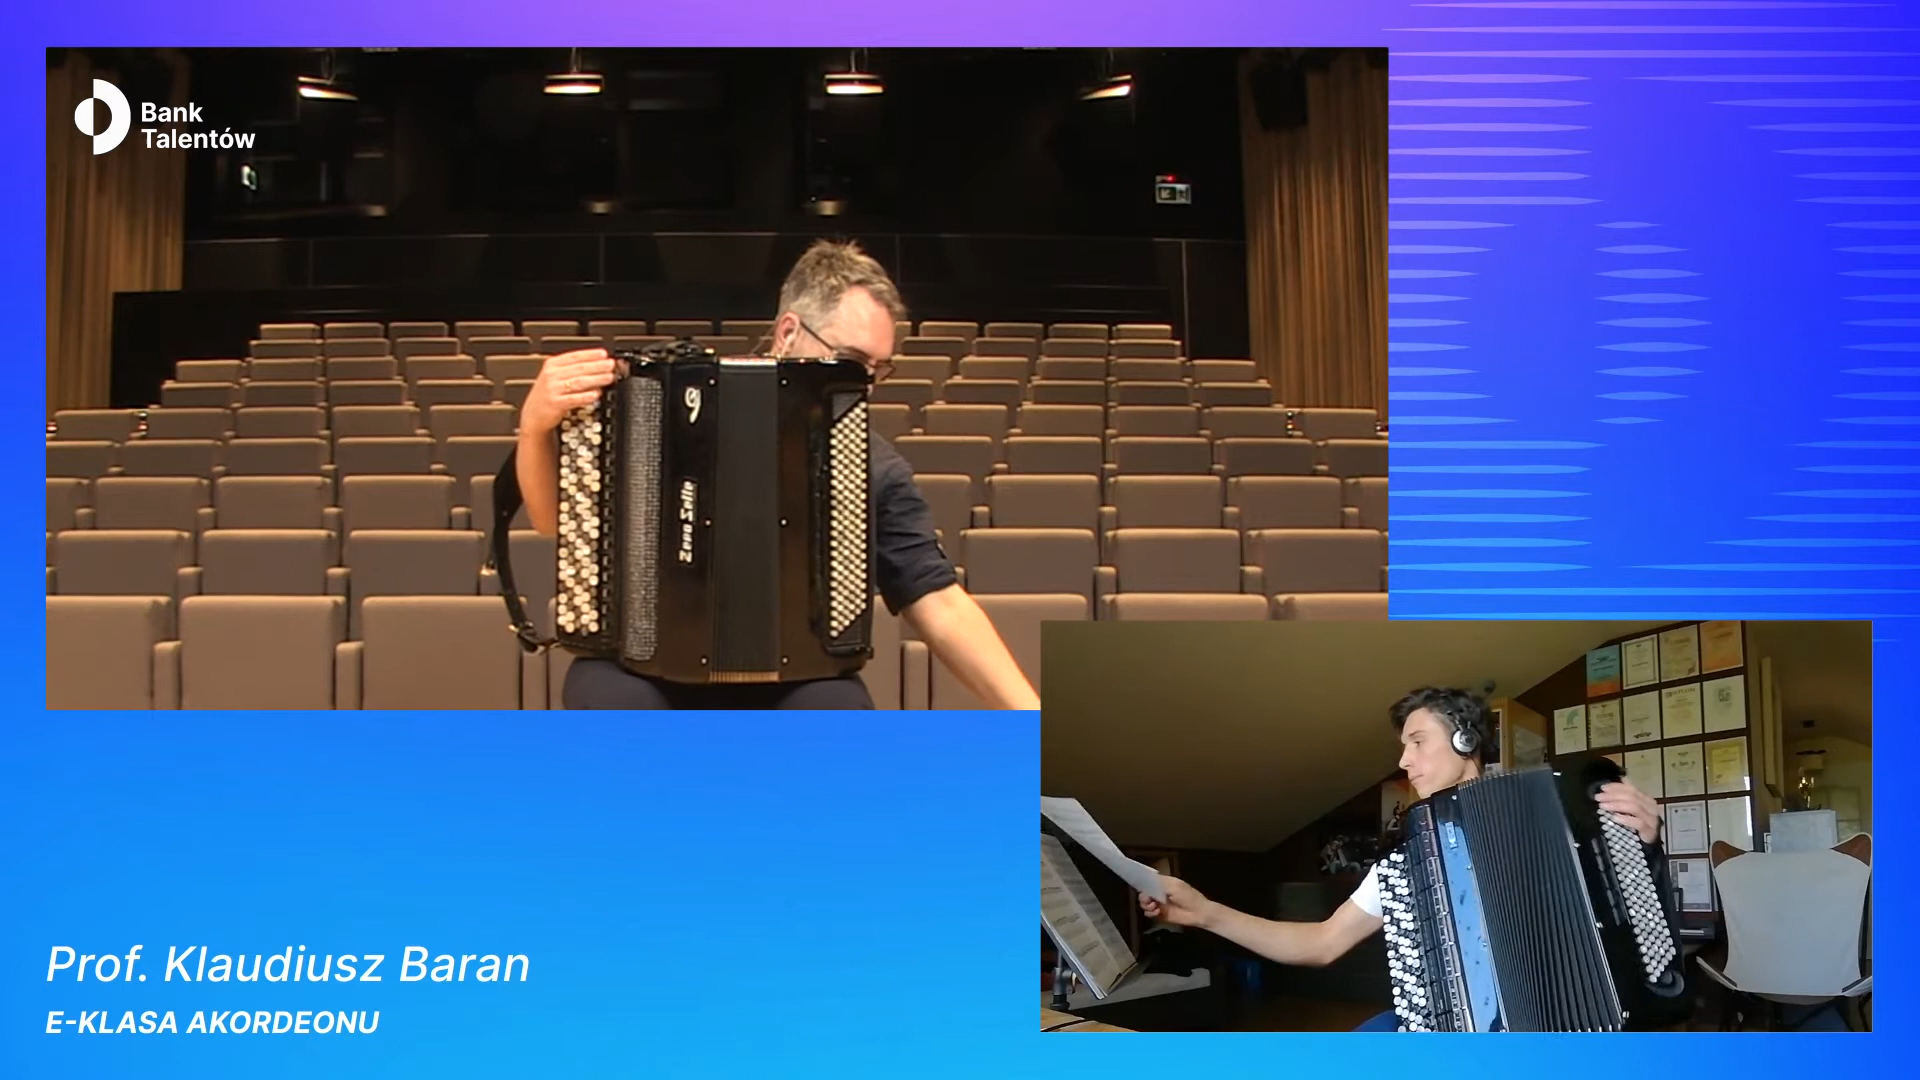 Bank
Talentów
Zero Sette
Prof. Klaudiusz Baran
E-KLASA AKORDEONU